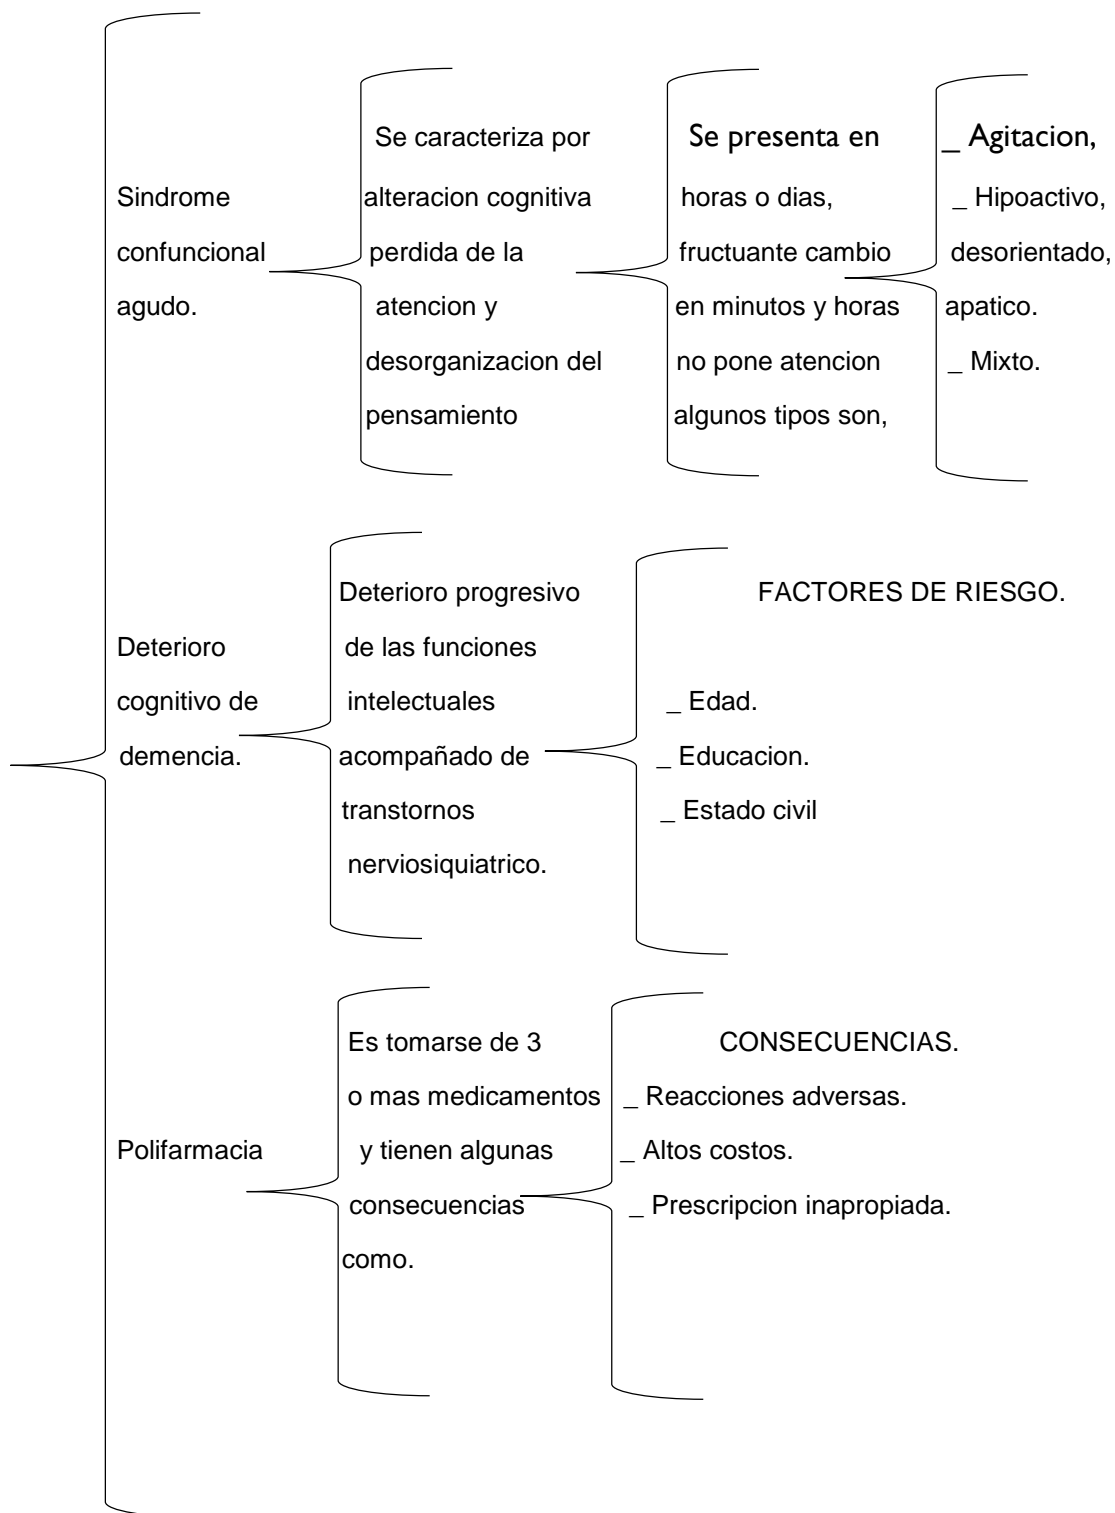 Sindrome
confuncional
agudo.
Se caracteriza por
alteracion cognitiva
perdida de la
atencion y
desorganizacion del
pensamiento
Se presenta en
horas o dias,
fructuante cambio
en minutos y horas
no pone atencion
algunos tipos son,
_ Agitacion,
_ Hipoactivo,
desorientado,
apatico.
_ Mixto.
Deterioro
cognitivo de
demencia.
Deterioro progresivo
de las funciones
intelectuales
acompañado de
transtornos
nerviosiquiatrico.
FACTORES DE RIESGO.
_ Edad.
_ Educacion.
_ Estado civil
Polifarmacia
Es tomarse de 3
o mas medicamentos
y tienen algunas
consecuencias
como.
CONSECUENCIAS.
_ Reacciones adversas.
_ Altos costos.
_ Prescripcion inapropiada.